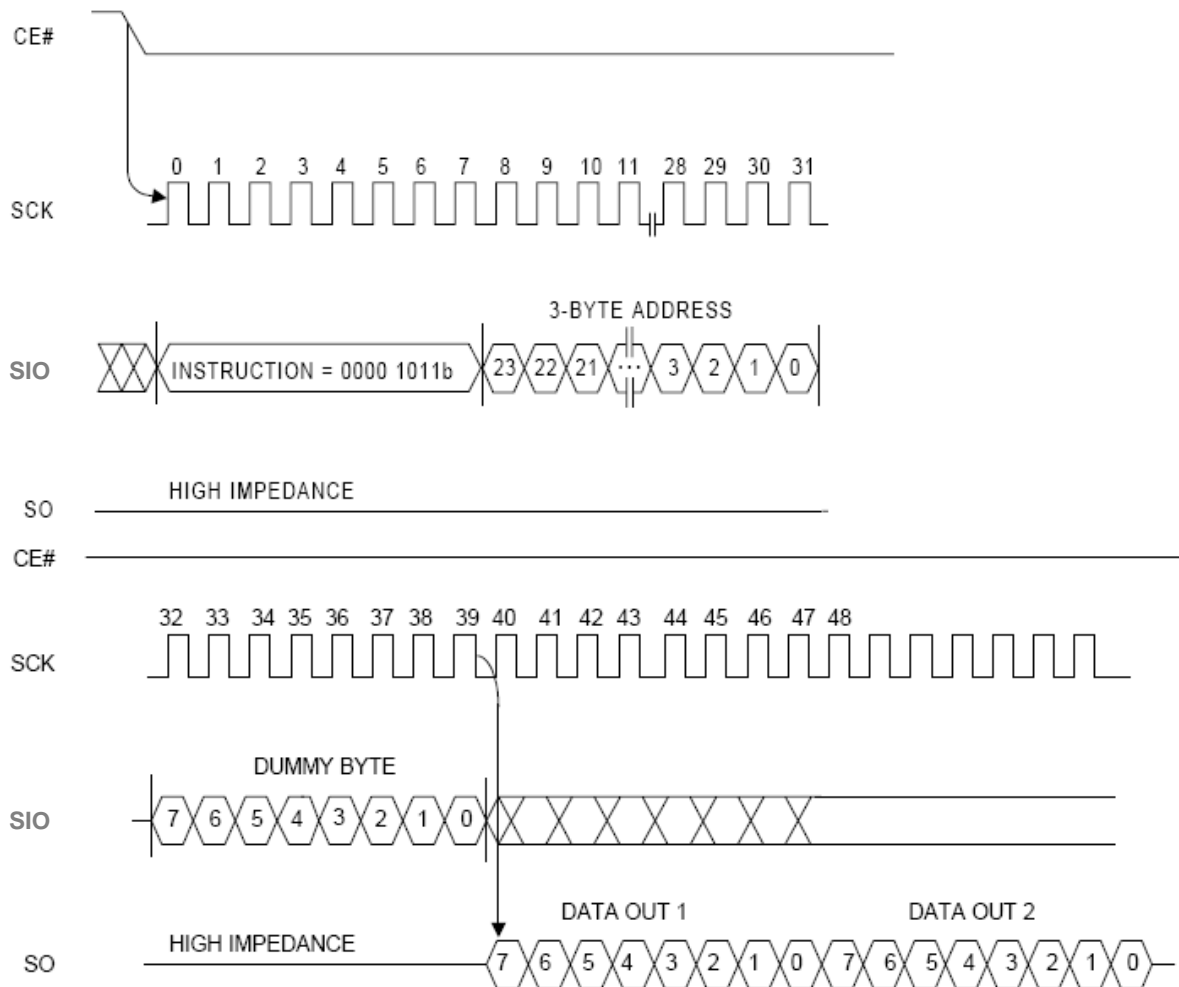 CE#
0 1 2 3 4 5 6 7 8 9 10 11 28 29 30 31
SCK
3-BYTE ADDRESS
SIO INSTRUCTION = 0000 1011b 23 22 21 ... 3 2 1 0
HIGH IMPEDANCE
SO
CE#
32 33 34 35 36 37 38 39 40 41 42 43 44 45 46 47 48
SCK
DUMMY BYTE
SIO 7 6 5 4 3 2 1 0
DATA OUT 1 DATA OUT 2
HIGH IMPEDANCE
SO 7 6 5 4 3 2 1 0 7 6 5 4 3 2 1 0